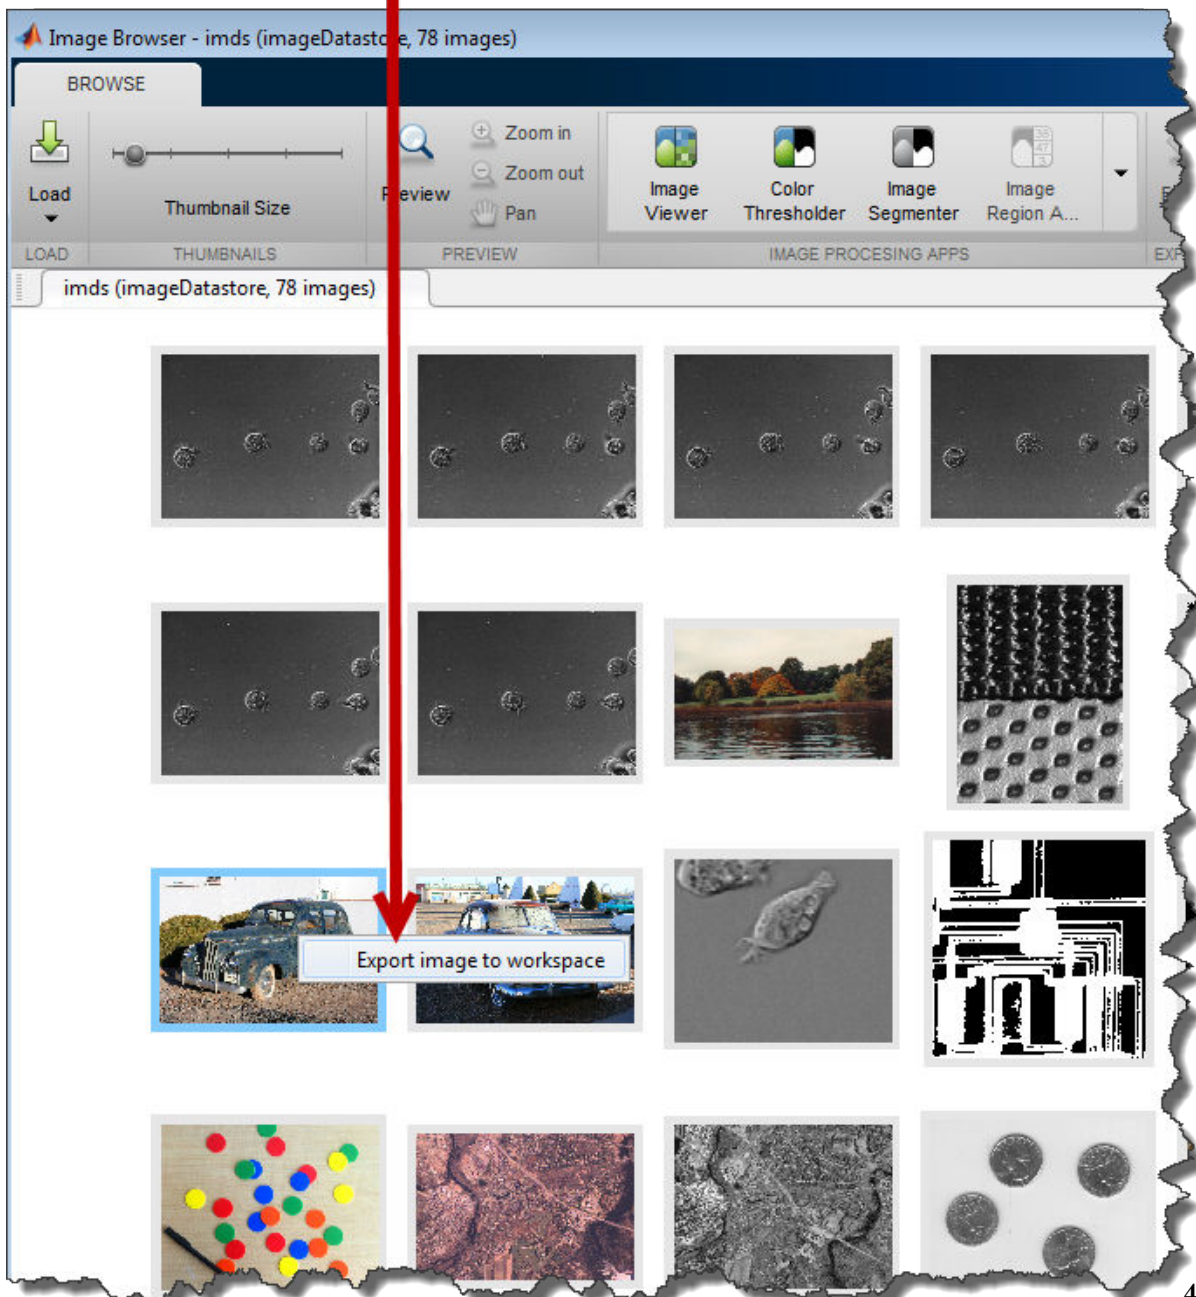 Image Browser - imds (imageDatastore, 78 images)
BROWSE
Load
Thumbnail Size
Preview
Zoom in
Zoom out
Pan
Image Viewer
Color Thresholder
Image Segmenter
Image Region A...
LOAD
THUMBNAILS
PREVIEW
IMAGE PROCESING APPS
imds (imageDatastore, 78 images)
Export image to workspace
4